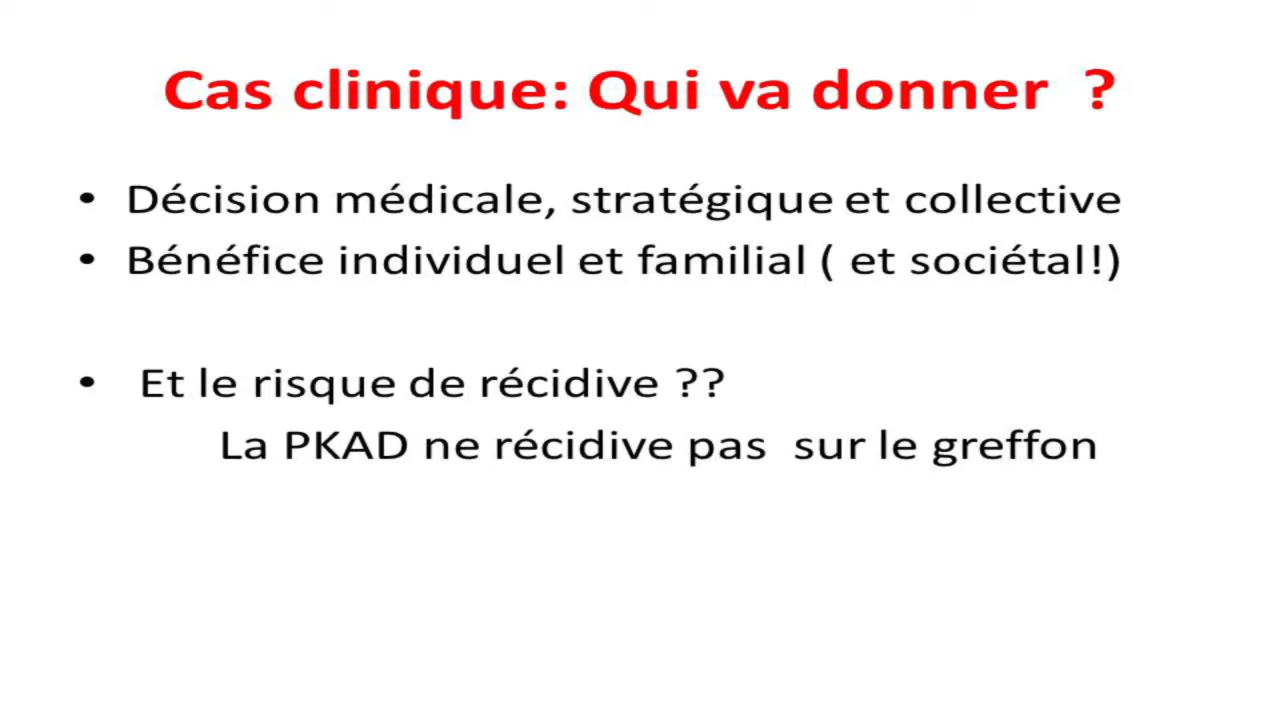 Cas clinique: Qui va donner ?
• Décision médicale, stratégique et collective
• Bénéfice individuel et familial ( et sociétal!)
• Et le risque de récidive ??
La PKAD ne récidive pas sur le greffon